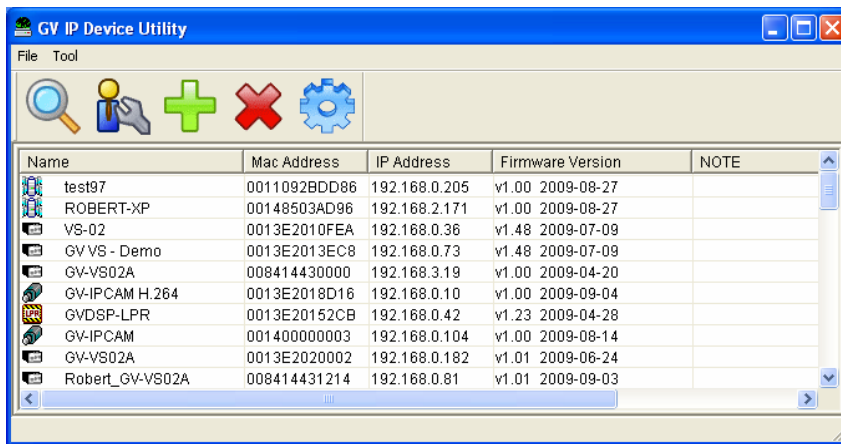 GV IP Device Utility
File Tool
Name Mac Address IP Address Firmware Version NOTE
test97 0011092BDD86 192.168.0.205 v1.00 2009-08-27
ROBERT-XP 00148503AD96 192.168.2.171 v1.00 2009-08-27
VS-02 0013E2010FEA 192.168.0.36 v1.48 2009-07-09
GV VS - Demo 0013E2013EC8 192.168.0.73 v1.48 2009-07-09
GV-VS02A 008414430000 192.168.3.19 v1.00 2009-04-20
GV-IPCAM H.264 0013E2018D16 192.168.0.10 v1.00 2009-09-04
LPR GVDSP-LPR 0013E20152CB 192.168.0.42 v1.23 2009-04-28
GV-IPCAM 001400000003 192.168.0.104 v1.00 2009-08-14
GV-VS02A 0013E2020002 192.168.0.182 v1.01 2009-06-24
Robert_GV-VS02A 008414431214 192.168.0.81 v1.01 2009-09-03